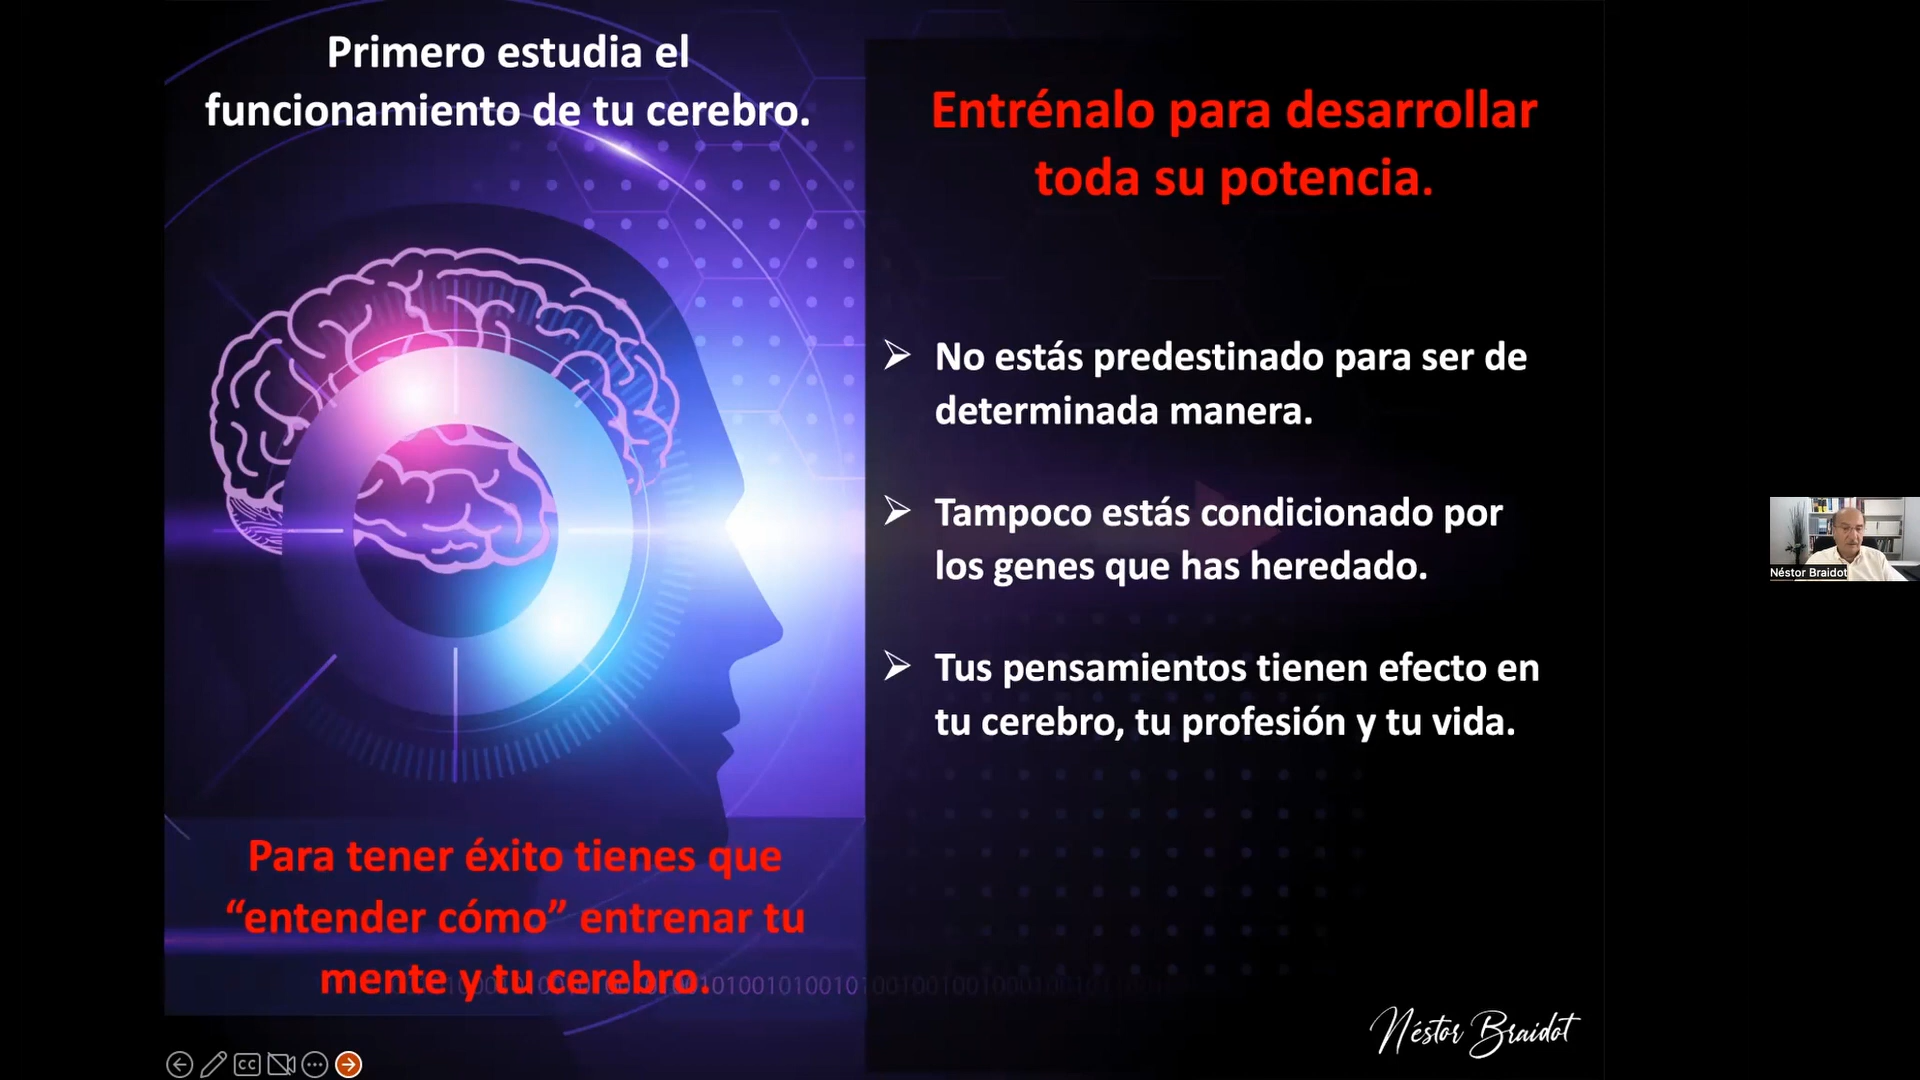 Primero estudia el
funcionamiento de tu cerebro.
Para tener éxito tienes que
“entender cómo” entrenar tu
mente y tu cerebro.
Entrénalo para desarrollar
toda su potencia.
No estás predestinado para ser de
determinada manera.
Tampoco estás condicionado por
los genes que has heredado.
Tus pensamientos tienen efecto en
tu cerebro, tu profesión y tu vida.
Néstor Braidot
Néstor Braidot
CC